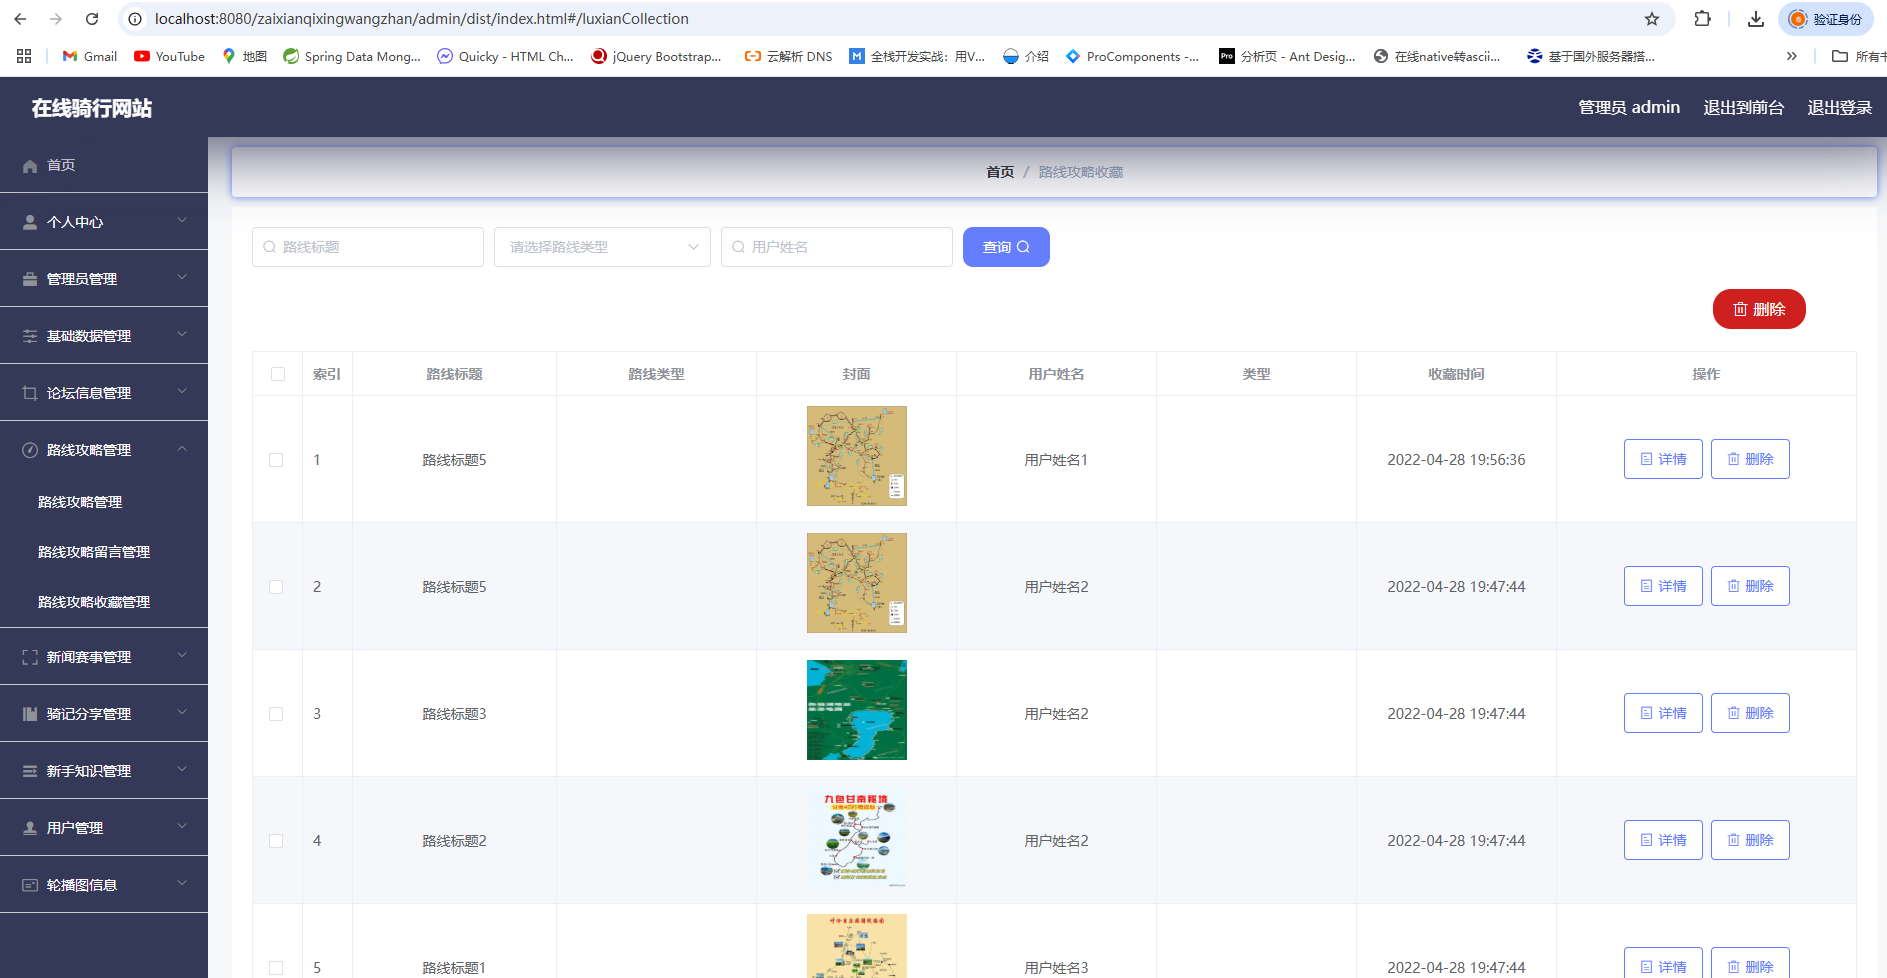 localhost:8080/zaixianqixingwangzhan/admin/dist/index.html#/luxianCollection
验证身份
Gmail
YouTube
地图
Spring Data Mong...
Quicky - HTML Ch...
jQuery Bootstrap...
云解析 DNS
全栈开发实战：用V...
介绍
ProComponents -...
Pro
分析页 - Ant Desig...
在线native转ascii...
基于国外服务器搭...
所有书
在线骑行网站
管理员 admin
退出到前台
退出登录
首页
个人中心
管理员管理
基础数据管理
论坛信息管理
路线攻略管理
路线攻略管理
路线攻略留言管理
路线攻略收藏管理
新闻赛事管理
骑记分享管理
新手知识管理
用户管理
轮播图信息
首页 / 路线攻略收藏
路线标题
请选择路线类型
用户姓名
查询
删除
索引 路线标题 路线类型 封面 用户姓名 类型 收藏时间 操作
1 路线标题5 用户姓名1 2022-04-28 19:56:36 详情 删除
2 路线标题5 用户姓名2 2022-04-28 19:47:44 详情 删除
3 路线标题3 用户姓名2 2022-04-28 19:47:44 详情 删除
九色甘南秘境
4 路线标题2 用户姓名2 2022-04-28 19:47:44 详情 删除
5 路线标题1 用户姓名3 2022-04-28 19:47:44 详情 删除